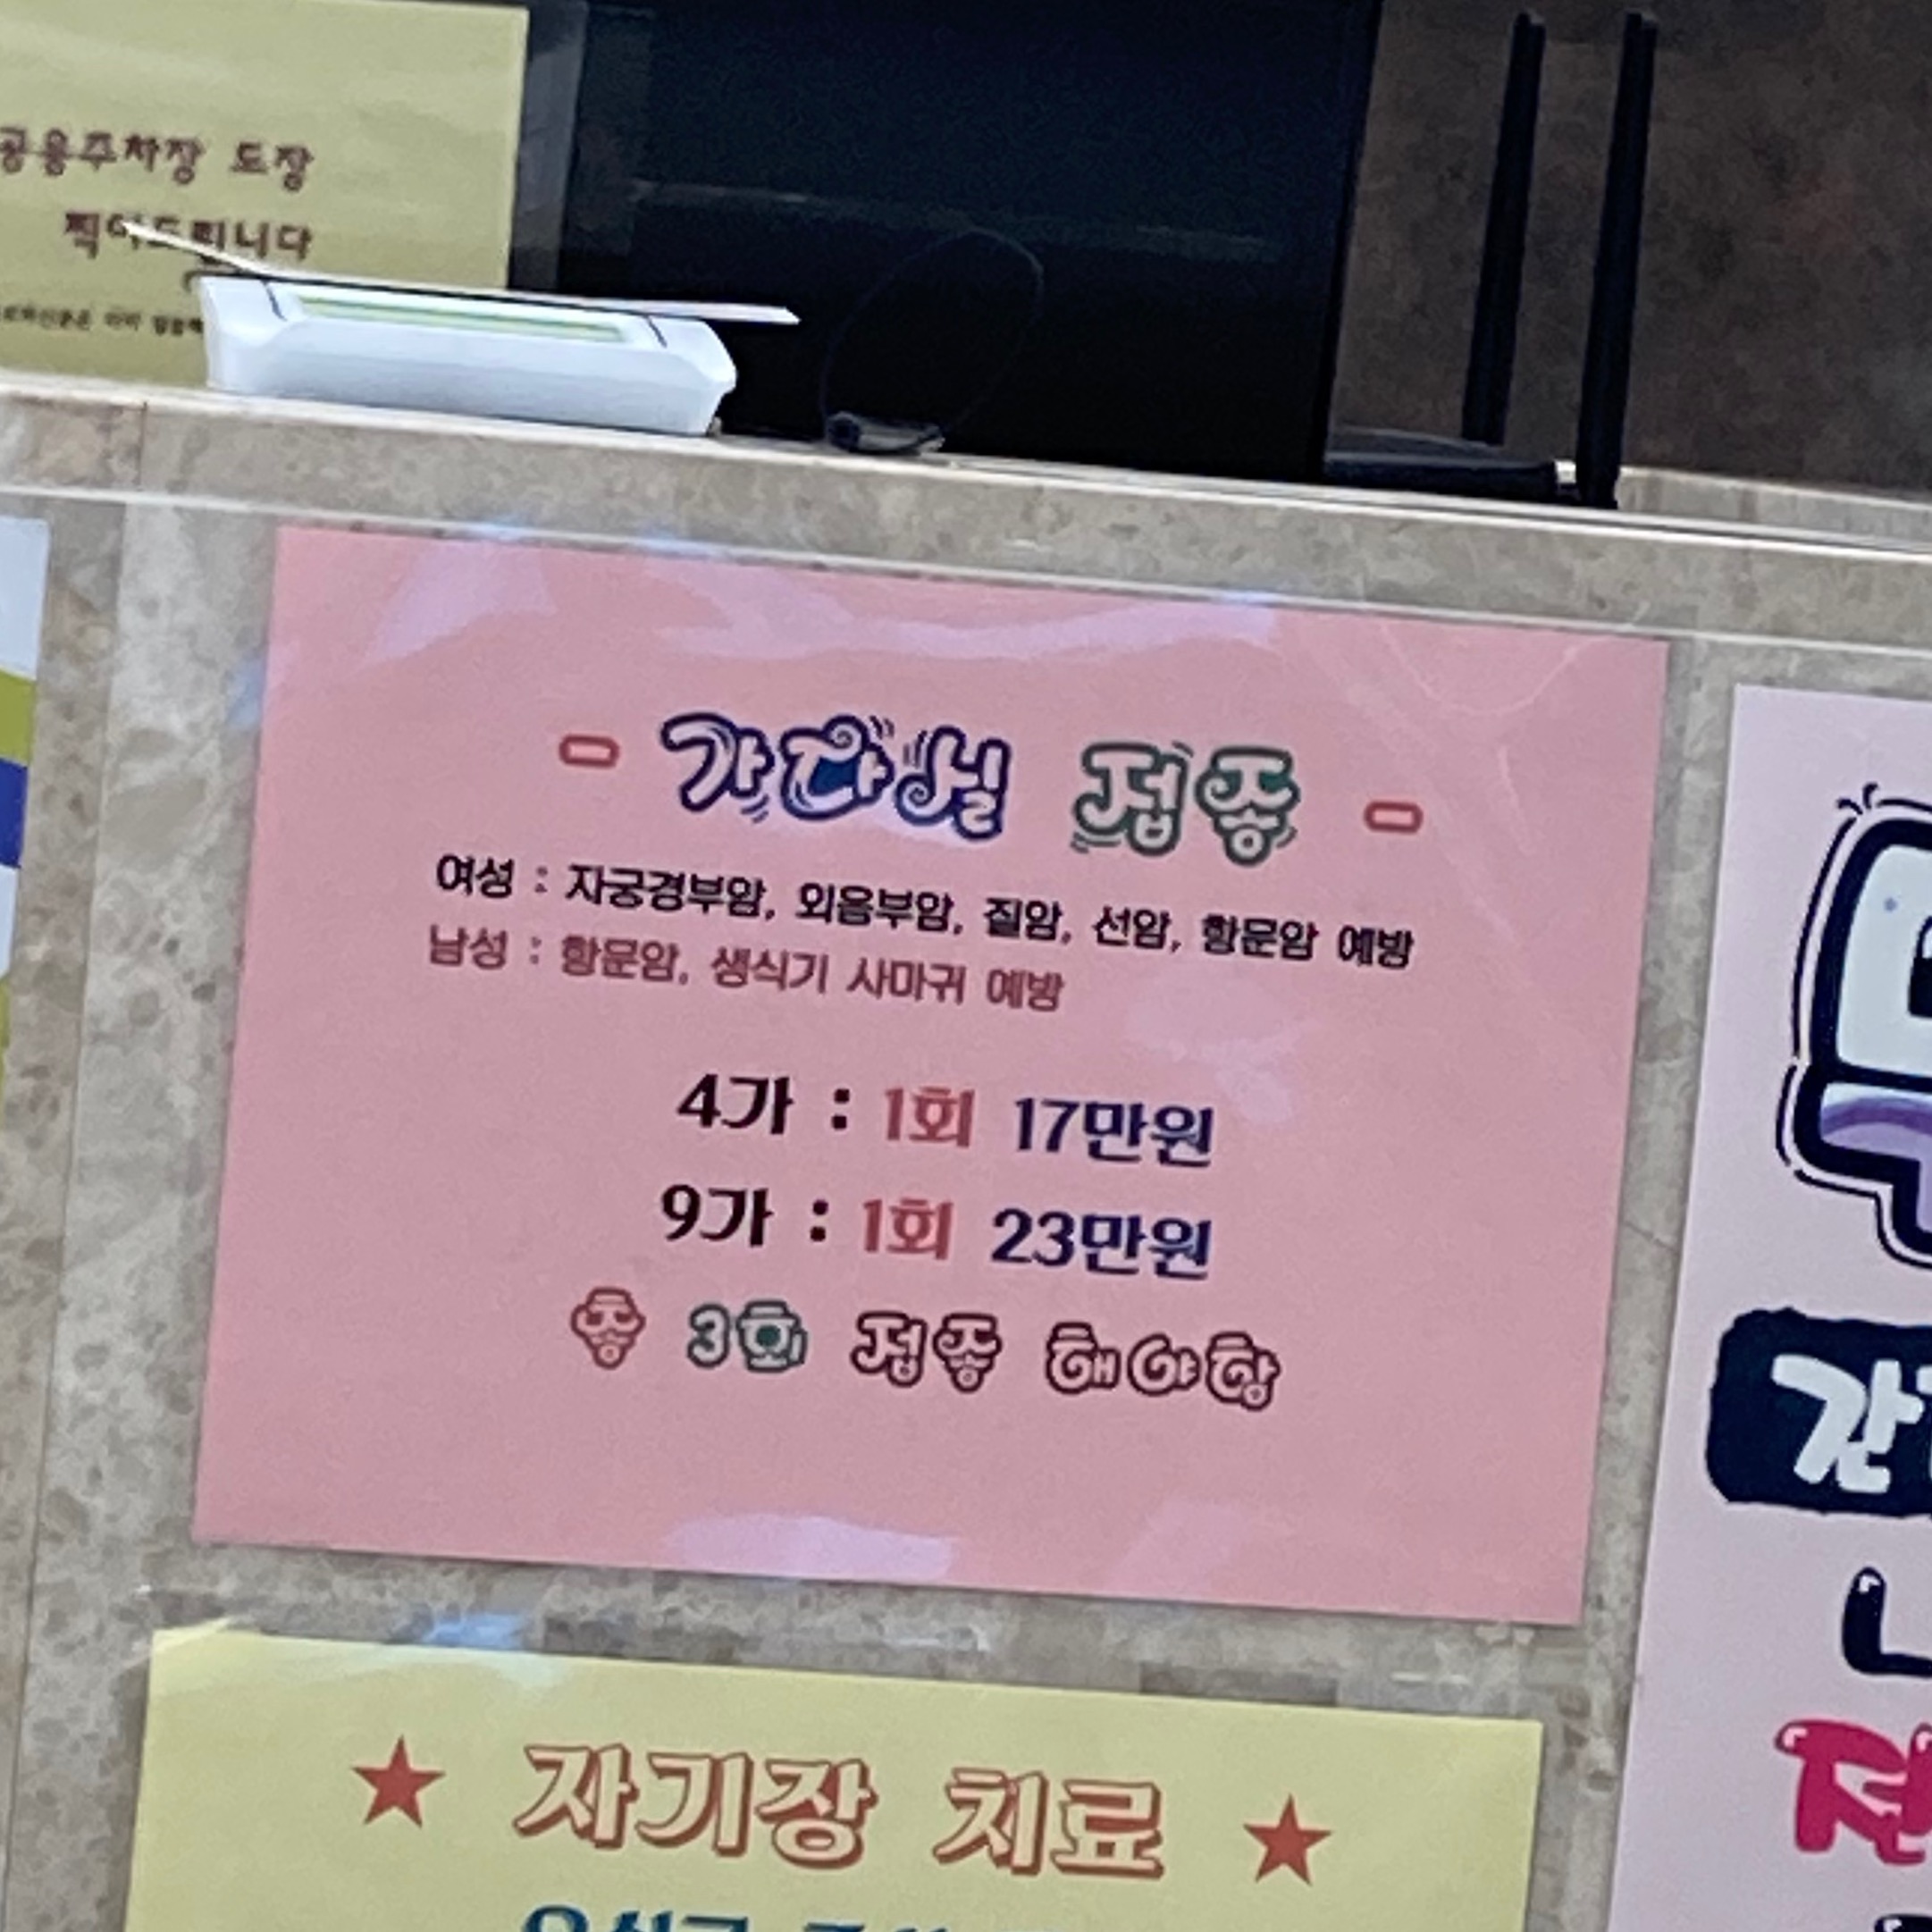 공용주차장 도장
찍어드립니다
- 가다실 접종 -
여성 : 자궁경부암, 외음부암, 질암, 선암, 항문암 예방
남성 : 항문암, 생식기 사마귀 예방
4가 : 1회 17만원
9가 : 1회 23만원
총 3회 접종 해야함
★ 자기장 치료 ★